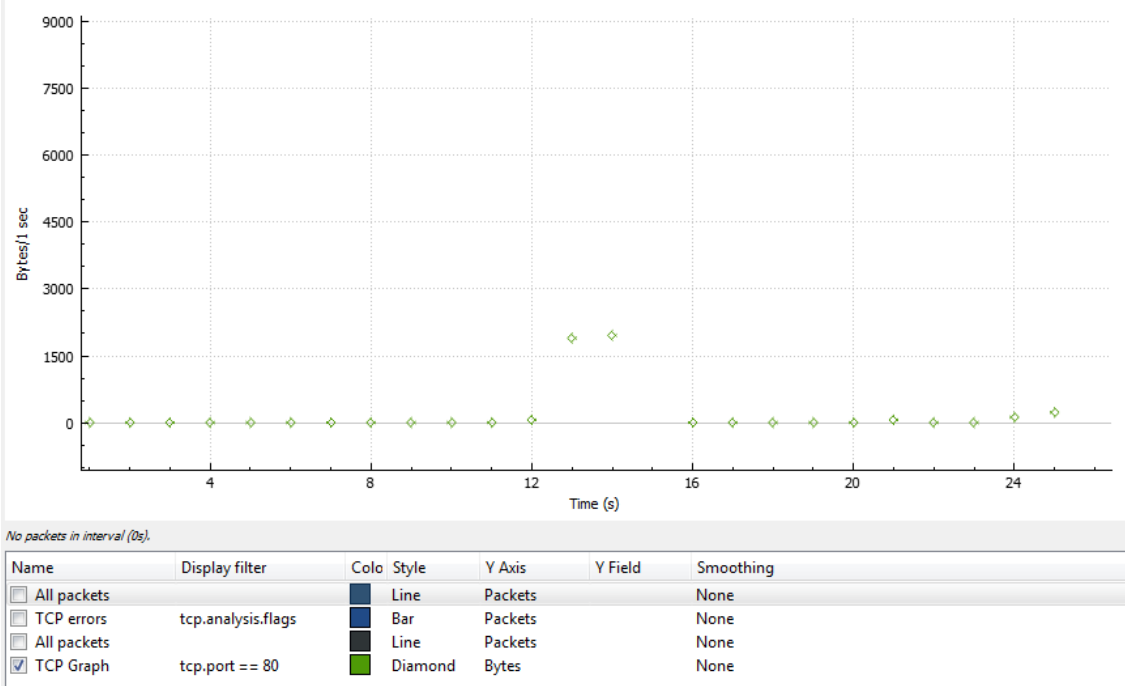 9000
7500
6000
4500
3000
1500
0
Bytes/1 sec
4 8 12 16 20 24
Time (s)
No packets in interval (0s).
Name Display filter Colo Style Y Axis Y Field Smoothing
All packets Line Packets None
TCP errors tcp.analysis.flags Bar Packets None
All packets Line Packets None
TCP Graph tcp.port == 80 Diamond Bytes None